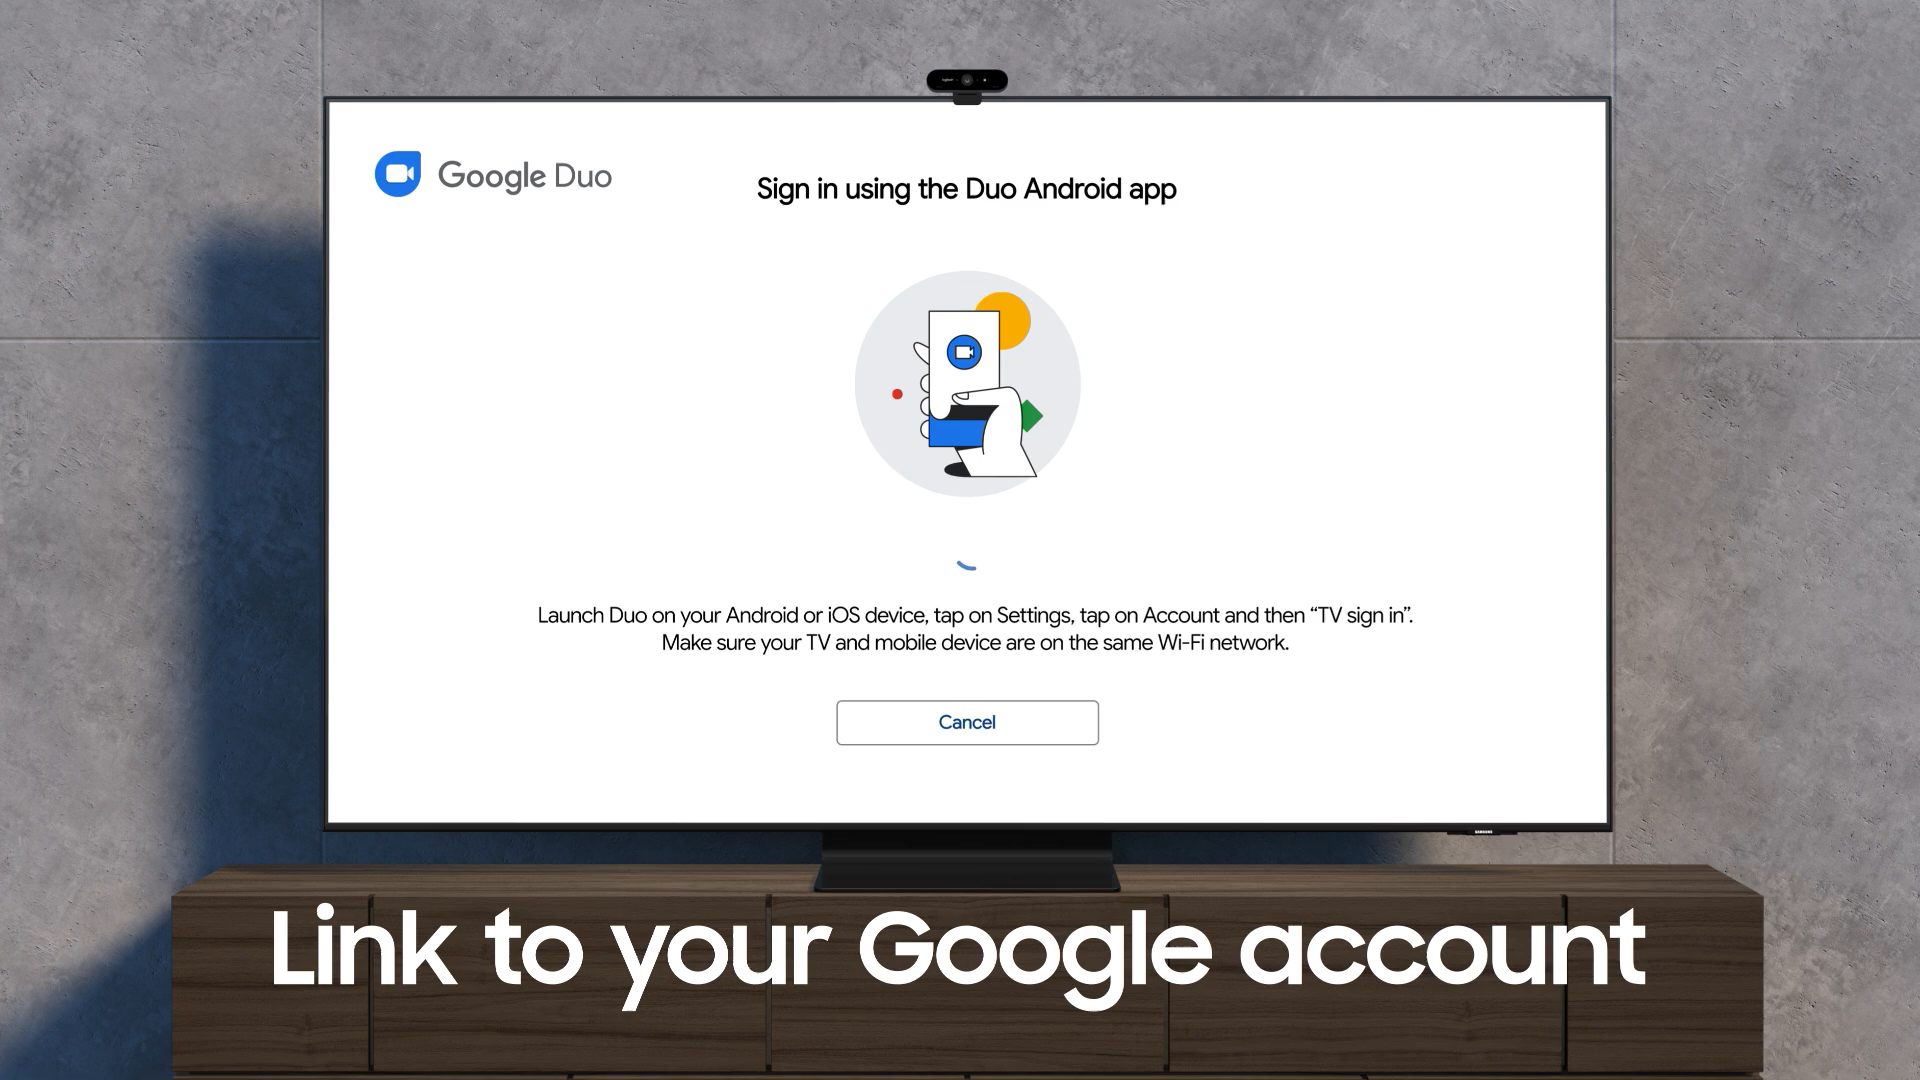 Google Duo
Sign in using the Duo Android app
Launch Duo on your Android or iOS device, tap on Settings, tap on Account and then “TV sign in”.
Make sure your TV and mobile device are on the same Wi-Fi network.
Cancel
SAMSUNG
Link to your Google account